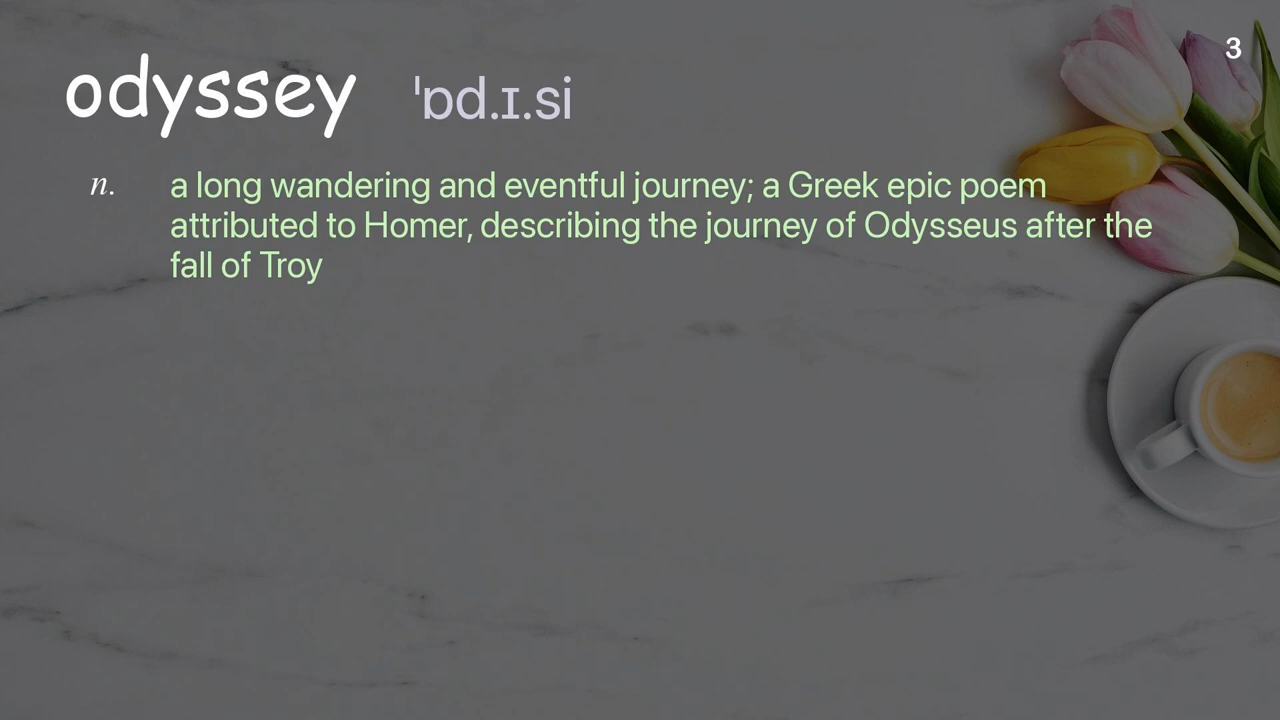 3
odyssey ˈɒd.ɪ.si
n. a long wandering and eventful journey; a Greek epic poem
attributed to Homer, describing the journey of Odysseus after the
fall of Troy